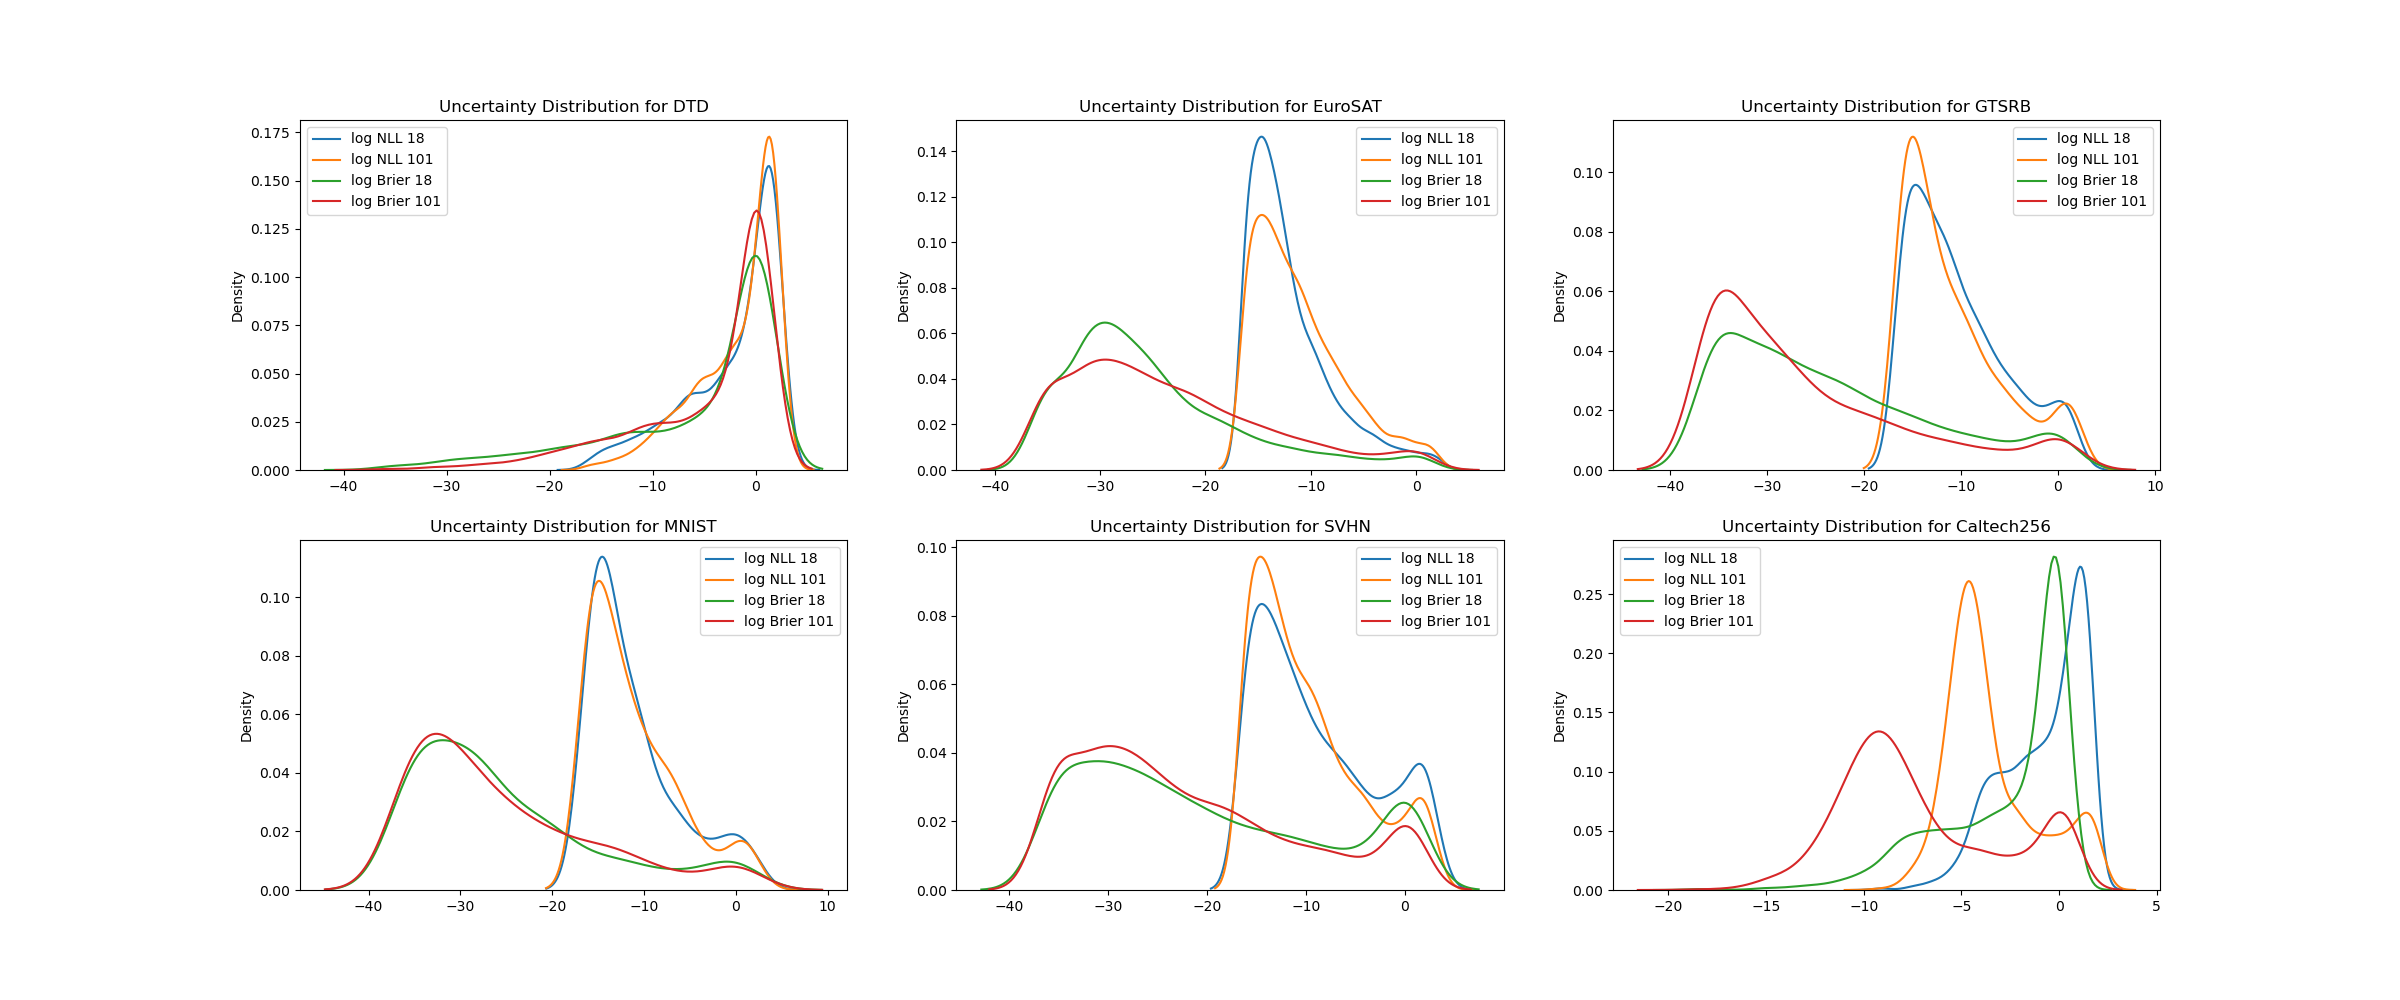 Uncertainty Distribution for DTD
log NLL 18
log NLL 101
log Brier 18
log Brier 101
Density
0.175
0.150
0.125
0.100
0.075
0.050
0.025
0.000
−40 −30 −20 −10 0
Uncertainty Distribution for EuroSAT
log NLL 18
log NLL 101
log Brier 18
log Brier 101
Density
0.14
0.12
0.10
0.08
0.06
0.04
0.02
0.00
−40 −30 −20 −10 0
Uncertainty Distribution for GTSRB
log NLL 18
log NLL 101
log Brier 18
log Brier 101
Density
0.10
0.08
0.06
0.04
0.02
0.00
−40 −30 −20 −10 0 10
Uncertainty Distribution for MNIST
log NLL 18
log NLL 101
log Brier 18
log Brier 101
Density
0.10
0.08
0.06
0.04
0.02
0.00
−40 −30 −20 −10 0 10
Uncertainty Distribution for SVHN
log NLL 18
log NLL 101
log Brier 18
log Brier 101
Density
0.10
0.08
0.06
0.04
0.02
0.00
−40 −30 −20 −10 0
Uncertainty Distribution for Caltech256
log NLL 18
log NLL 101
log Brier 18
log Brier 101
Density
0.25
0.20
0.15
0.10
0.05
0.00
−20 −15 −10 −5 0 5